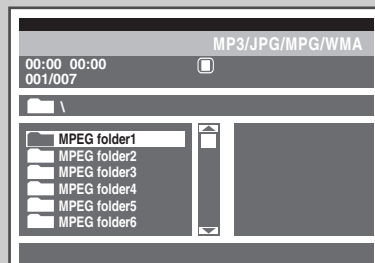 MP3/JPG/MPG/WMA
00:00 00:00
001/007
\
MPEG folder1
MPEG folder2
MPEG folder3
MPEG folder4
MPEG folder5
MPEG folder6